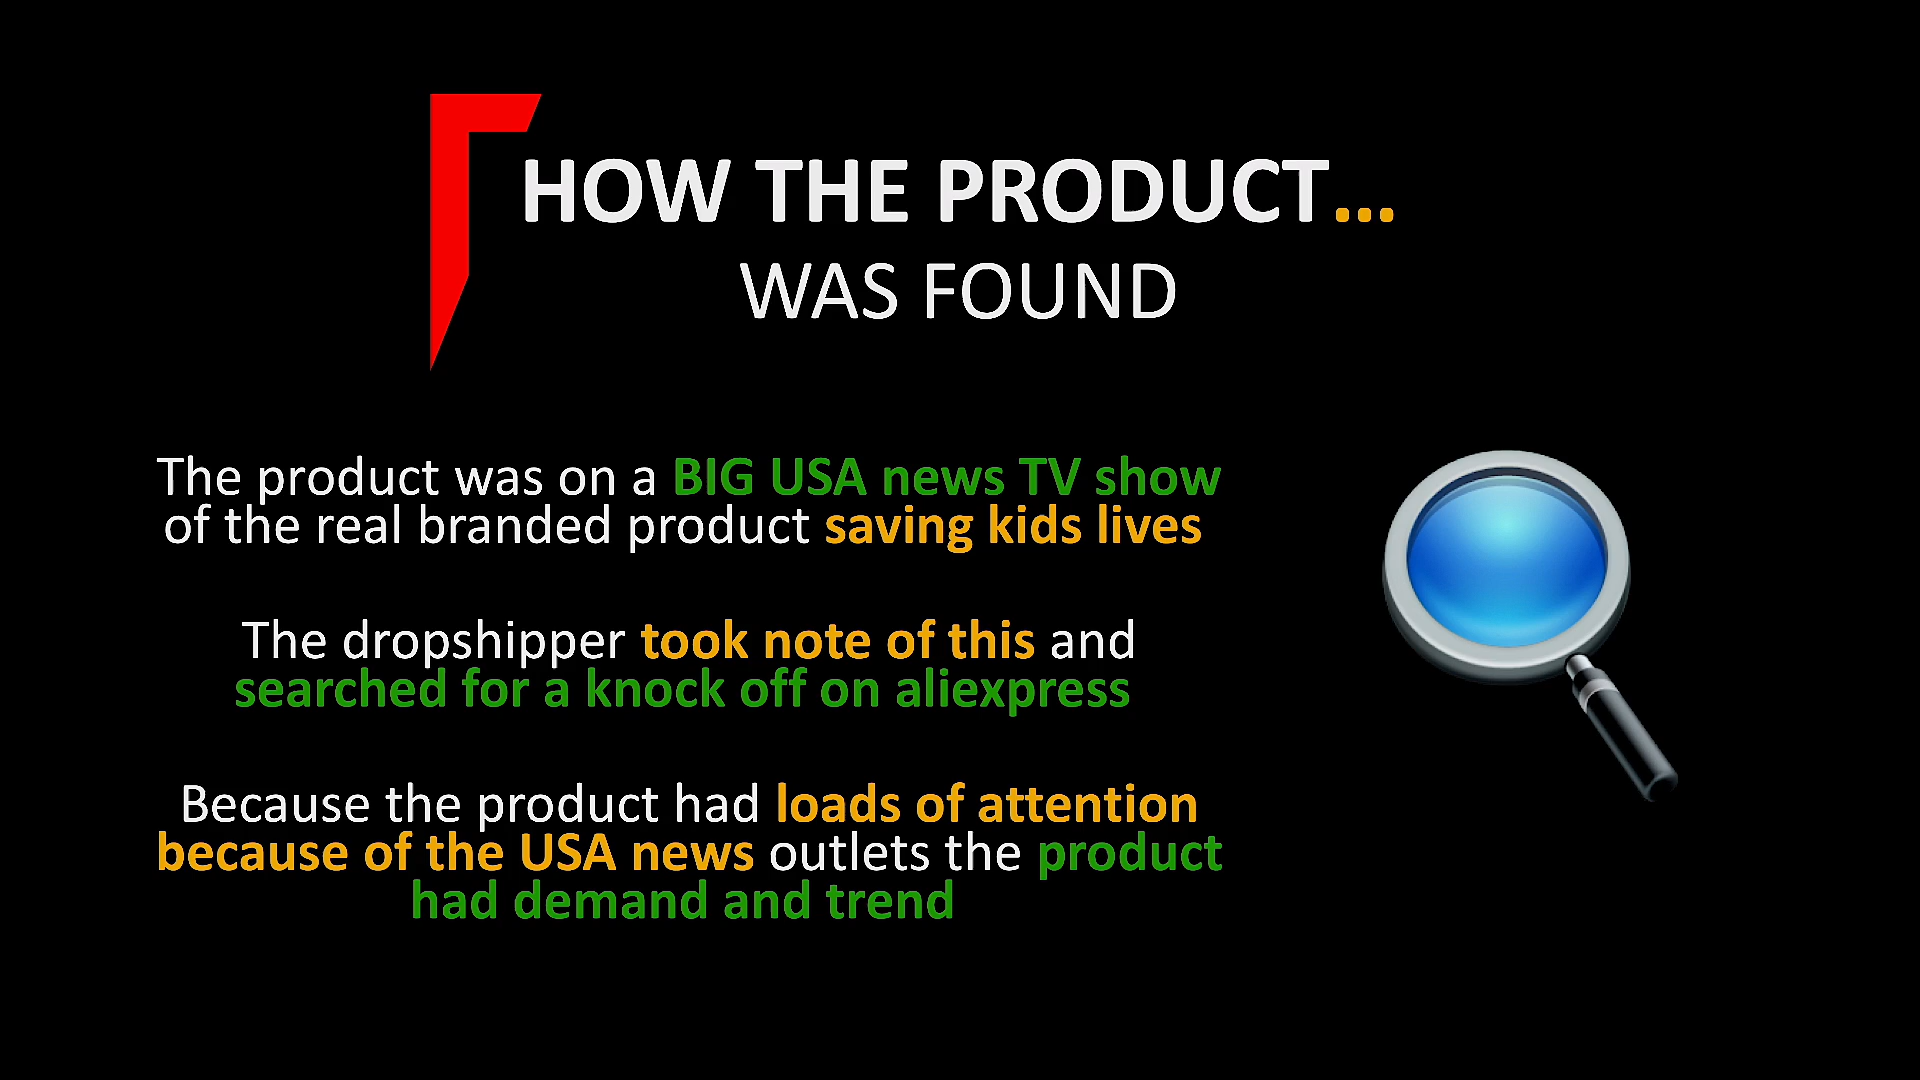 HOW THE PRODUCT...
WAS FOUND
The product was on a BIG USA news TV show
of the real branded product saving kids lives
The dropshipper took note of this and
searched for a knock off on aliexpress
Because the product had loads of attention
because of the USA news outlets the product
had demand and trend